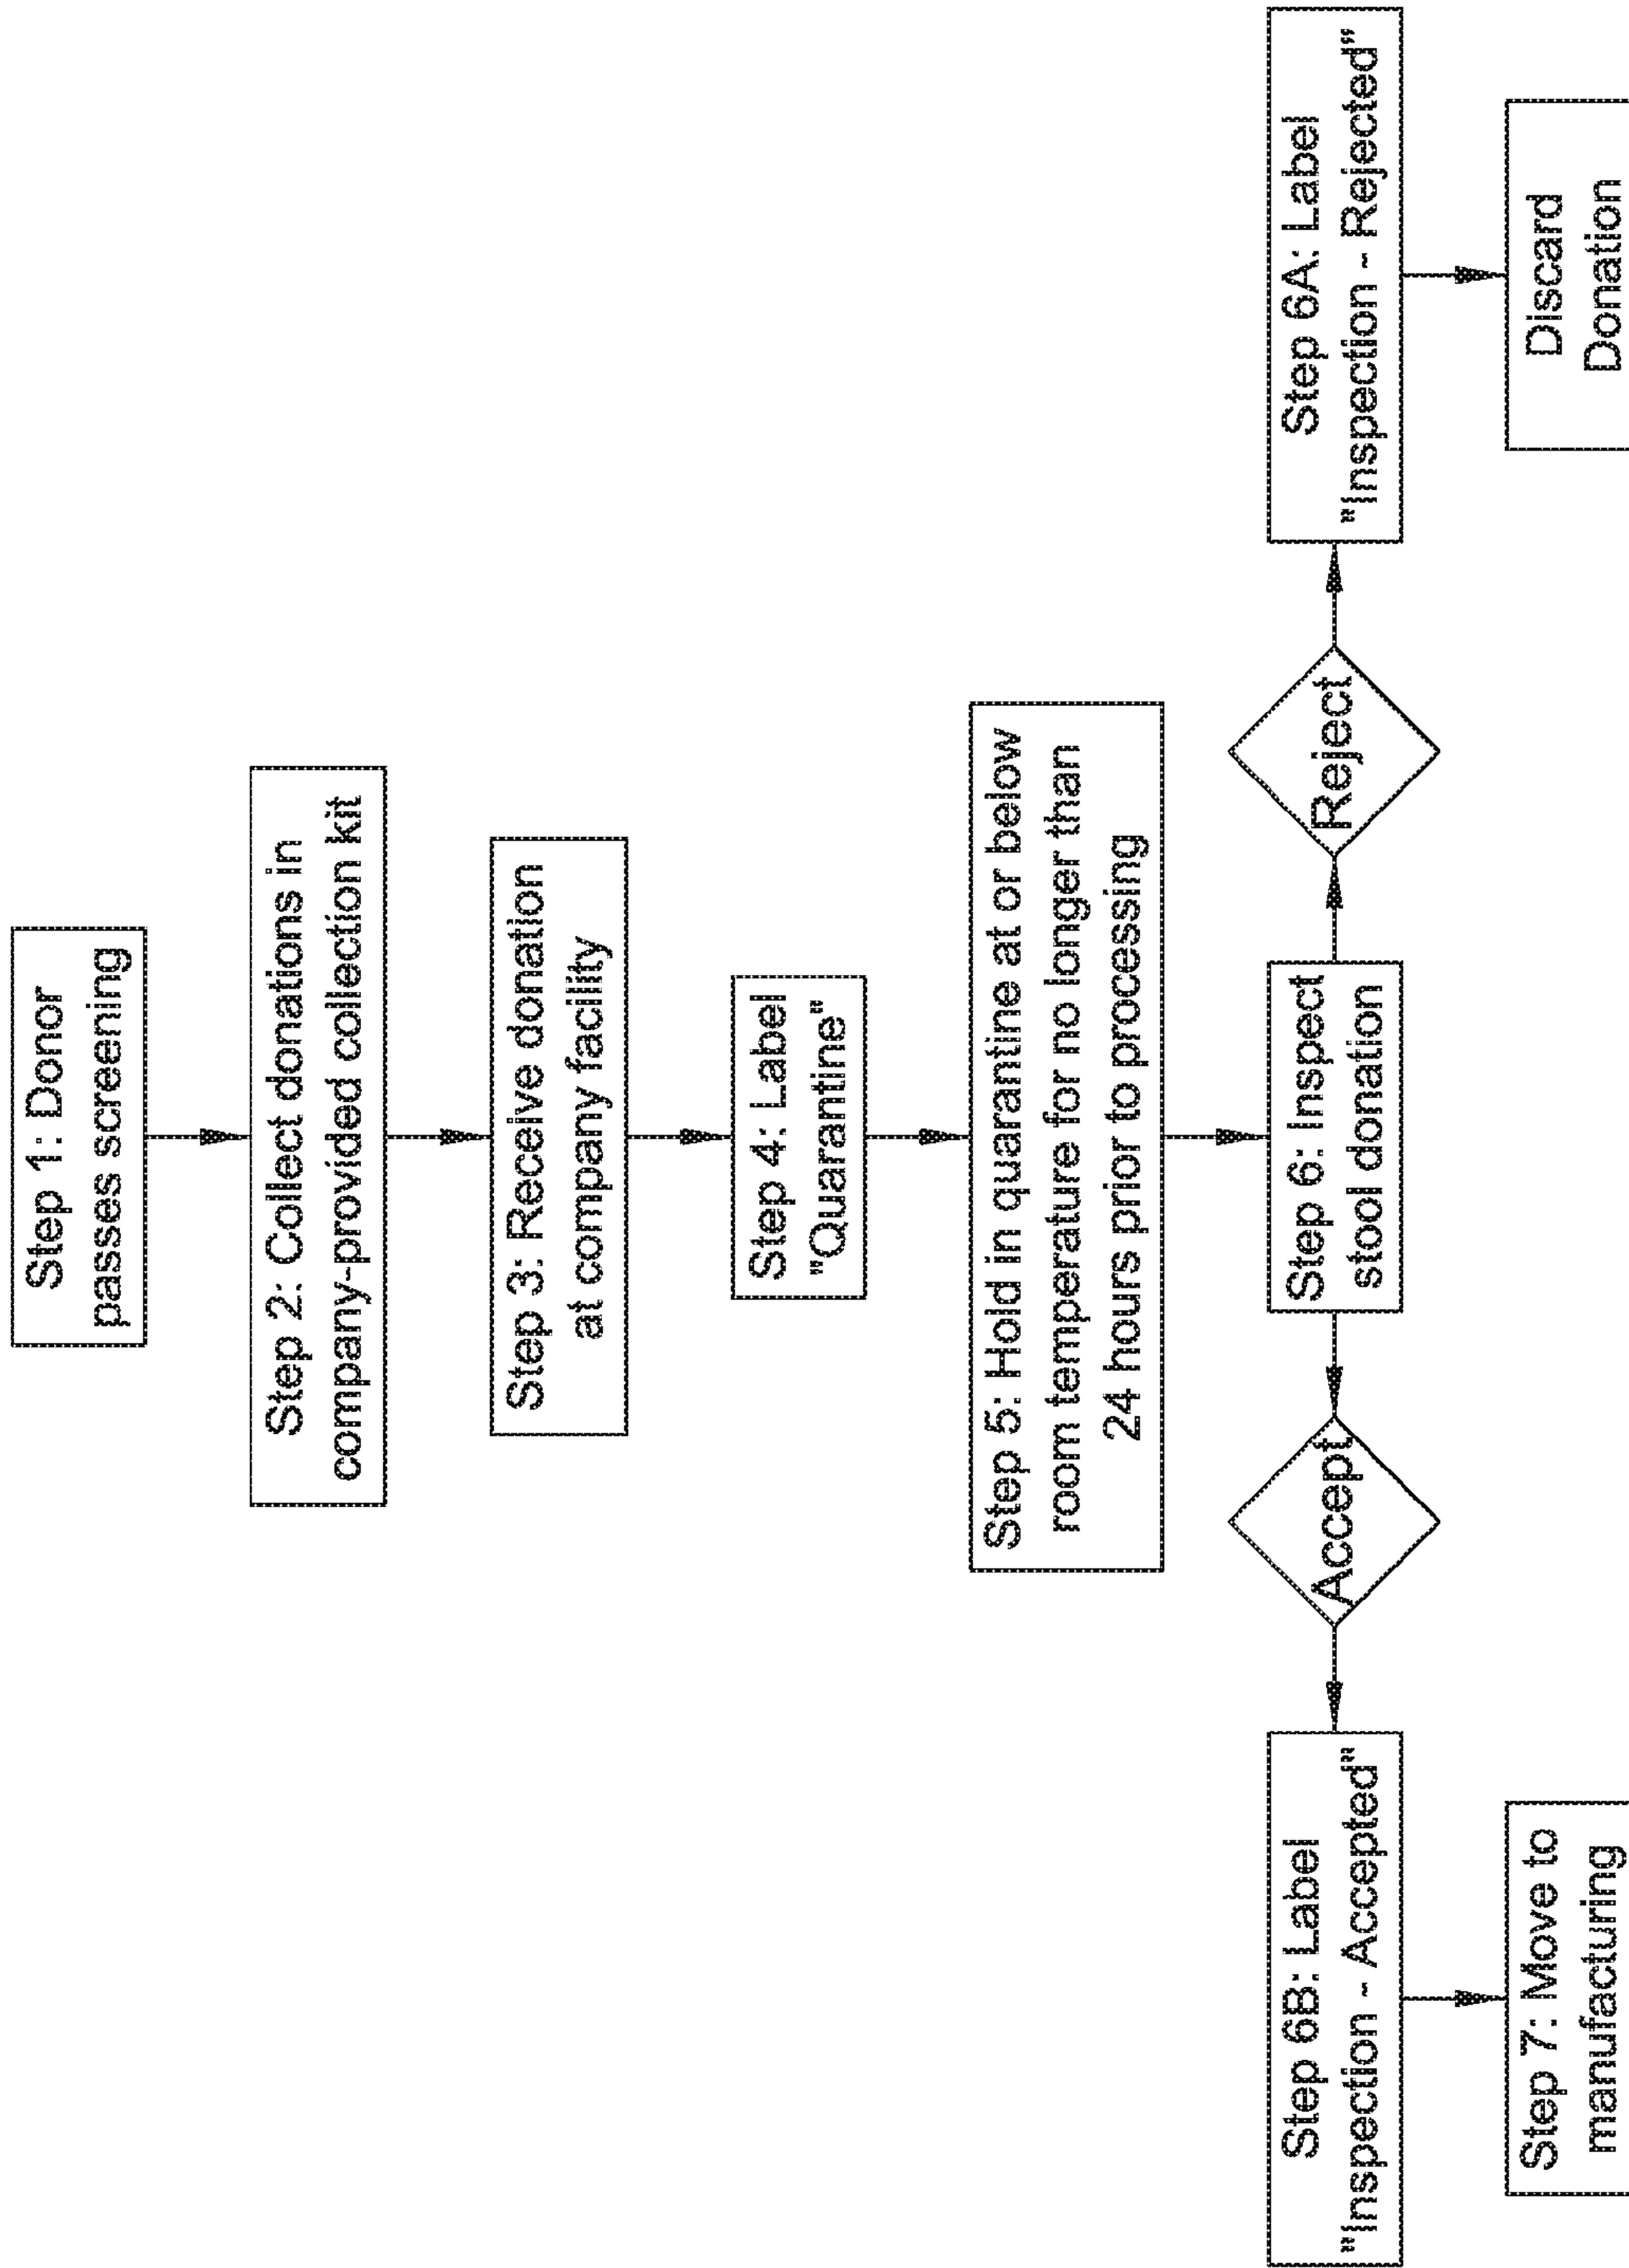 Step 1: Donor
passes screening
Step 2: Collect donations in
company-provided collection kit
Step 3: Receive donation
at company facility
Step 4: Label
"Quarantine"
Step 5: Hold in quarantine at or below
room temperature for no longer than
24 hours prior to processing
Step 6: Inspect
stool donation
Accept
Reject
Step 6B: Label
"Inspection - Accepted"
Step 6A: Label
"Inspection - Rejected"
Step 7: Move to
manufacturing
Discard
Donation